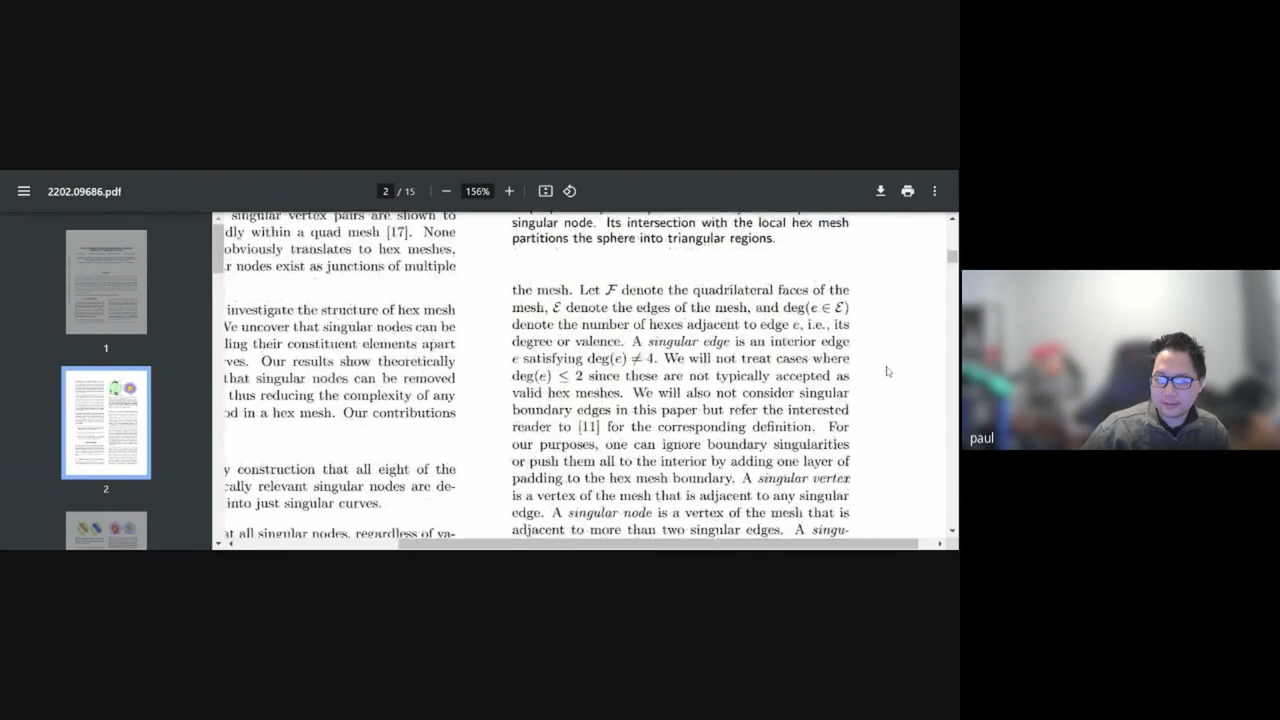 2202.09686.pdf
2 / 15
156%
1
2
singular vertex pairs are shown to
dly within a quad mesh [17]. None
obviously translates to hex meshes,
r nodes exist as junctions of multiple
investigate the structure of hex mesh
We uncover that singular nodes can be
ling their constituent elements apart
ves. Our results show theoretically
that singular nodes can be removed
thus reducing the complexity of any
od in a hex mesh. Our contributions
y construction that all eight of the
cally relevant singular nodes are de-
into just singular curves.
at all singular nodes, regardless of va-
singular node. Its intersection with the local hex mesh
partitions the sphere into triangular regions.
the mesh. Let F denote the quadrilateral faces of the
mesh, ℰ denote the edges of the mesh, and deg(e ∈ ℰ)
denote the number of hexes adjacent to edge e, i.e., its
degree or valence. A singular edge is an interior edge
e satisfying deg(e) ≠ 4. We will not treat cases where
deg(e) ≤ 2 since these are not typically accepted as
valid hex meshes. We will also not consider singular
boundary edges in this paper but refer the interested
reader to [11] for the corresponding definition. For
our purposes, one can ignore boundary singularities
or push them all to the interior by adding one layer of
padding to the hex mesh boundary. A singular vertex
is a vertex of the mesh that is adjacent to any singular
edge. A singular node is a vertex of the mesh that is
adjacent to more than two singular edges. A singu-
paul